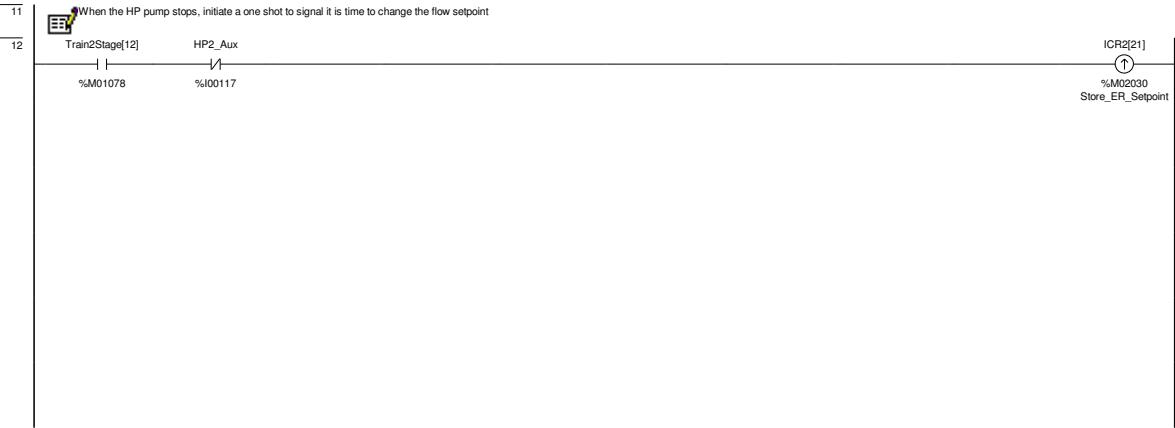 11 When the HP pump stops, initiate a one shot to signal it is time to change the flow setpoint
12 Train2Stage[12] HP2_Aux ICR2[21]
%M01078 %I00117 %M02030
Store_ER_Setpoint